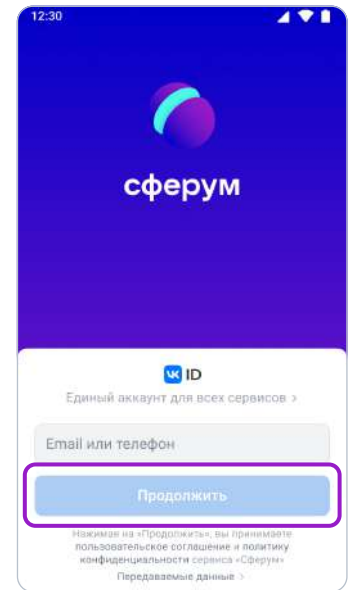 12:30
сферум
VK ID
Единый аккаунт для всех сервисов >
Email или телефон
Продолжить
Нажимая на «Продолжить», вы принимаете
пользовательское соглашение и политику
конфиденциальности сервиса «Сферум»
Передаваемые данные >